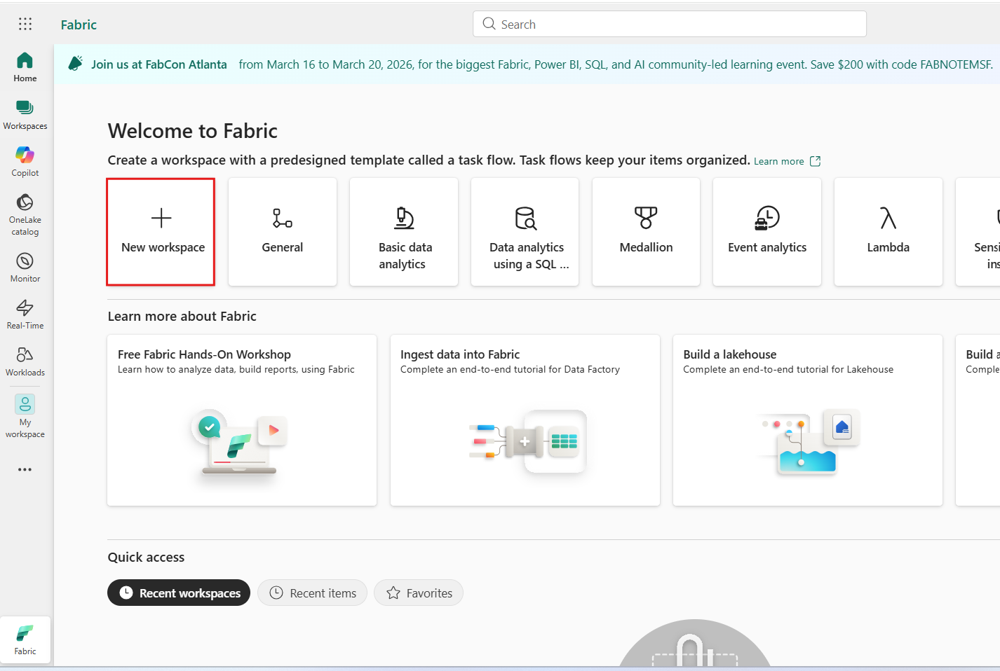 Fabric
Search
Home
Workspaces
Copilot
OneLake
catalog
Monitor
Real-Time
Workloads
My
workspace
Fabric
Join us at FabCon Atlanta from March 16 to March 20, 2026, for the biggest Fabric, Power BI, SQL, and AI community-led learning event. Save $200 with code FABNOTEMSF.
Welcome to Fabric
Create a workspace with a predesigned template called a task flow. Task flows keep your items organized. Learn more
New workspace
General
Basic data
analytics
Data analytics
using a SQL ...
Medallion
Event analytics
Lambda
Learn more about Fabric
Free Fabric Hands-On Workshop
Learn how to analyze data, build reports, using Fabric
Ingest data into Fabric
Complete an end-to-end tutorial for Data Factory
Build a lakehouse
Complete an end-to-end tutorial for Lakehouse
Build a
Quick access
Recent workspaces
Recent items
Favorites